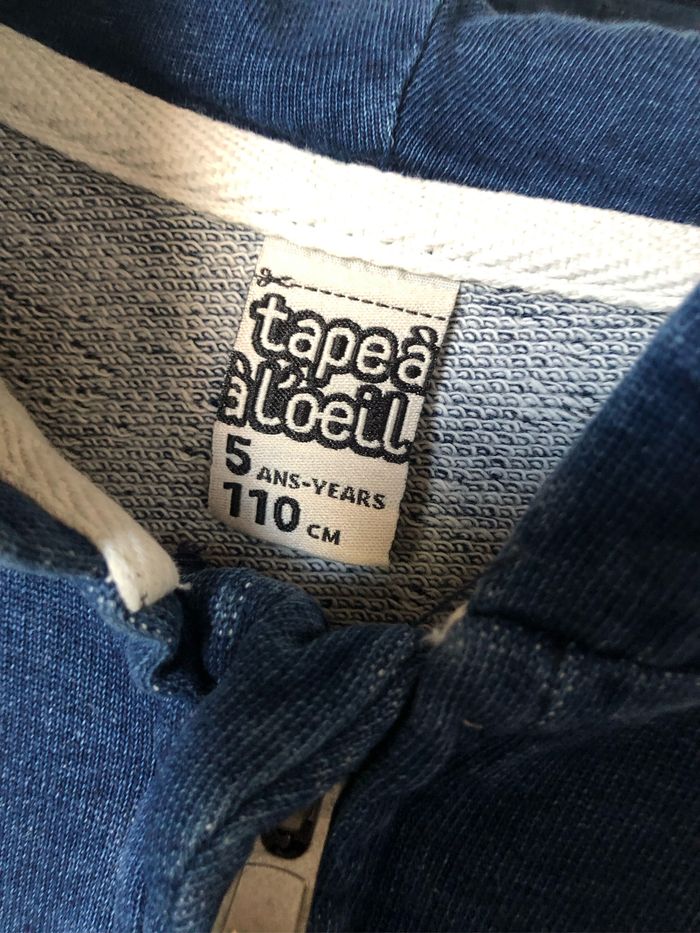 tape à
à l'oeil
5 ANS-YEARS
110 CM